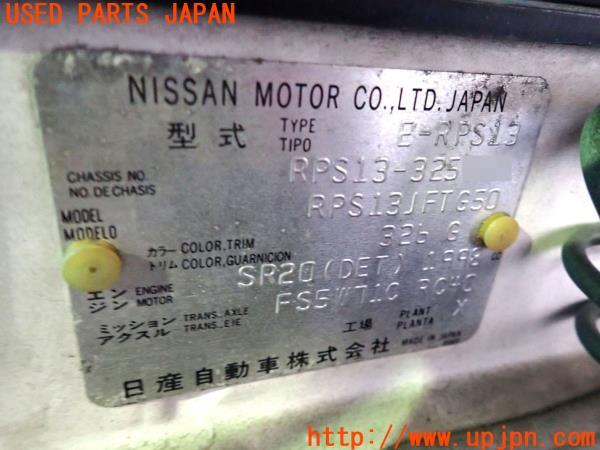 USED PARTS JAPAN
NISSAN MOTOR CO.,LTD. JAPAN
型式 TYPE TIPO E-RPS13
CHASSIS NO NO. DE CHASIS RPS13-325
MODEL MODELO RPS13JFTG50
カラー トリム COLOR, TRIM COLOR, GUARNICION 326 G
エンジン ENGINE MOTOR SR20(DET) 1998 cc
ミッション アクスル TRANS., AXLE TRANS., EJE FS5W71C RC40
工場 PLANT PLANTA X
日産自動車株式会社 MADE IN JAPAN
http://www.upjpn.com